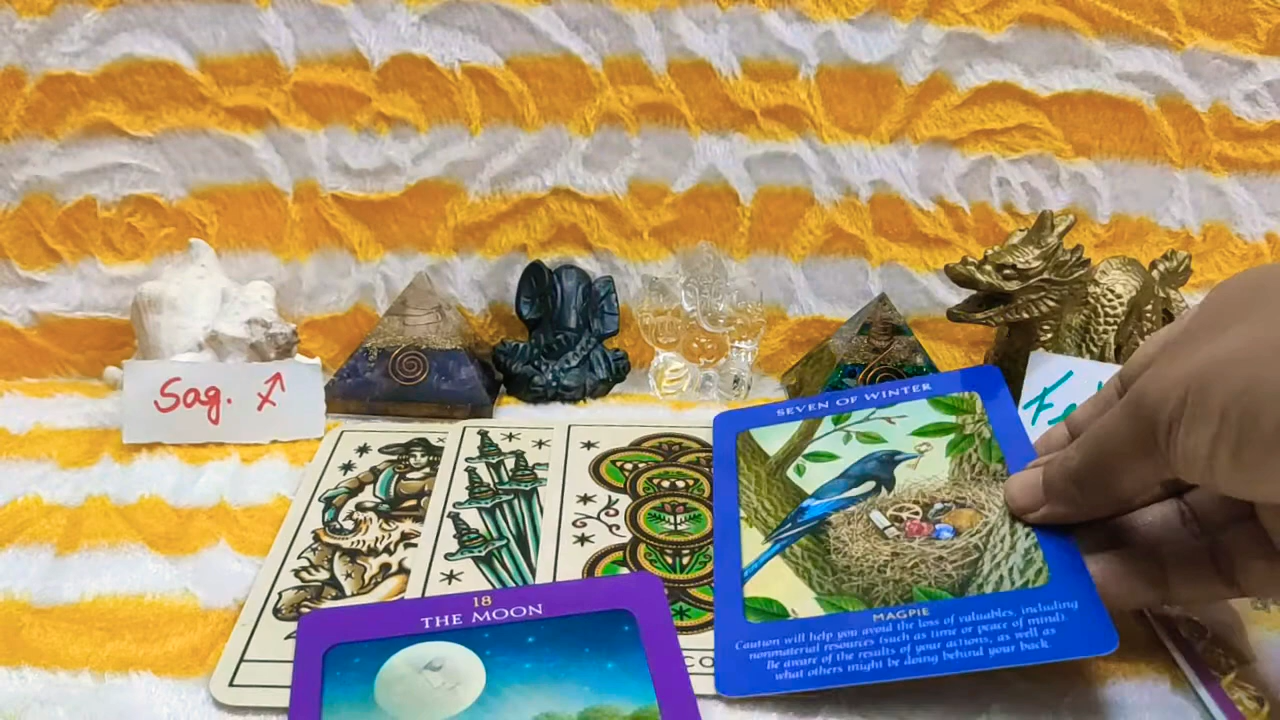 Sag. ♐
SEVEN OF WINTER
MAGPIE
Caution will help you avoid the loss of valuables, including
nonmaterial resources (such as time or peace of mind).
Be aware of the results of your actions, as well as
what others might be doing behind your back.
18
THE MOON